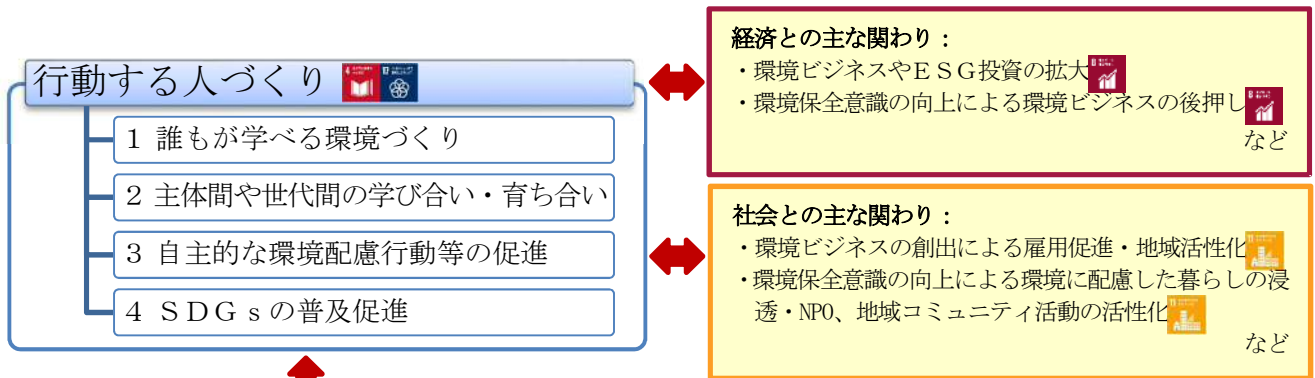 行動する人づくり
1 誰もが学べる環境づくり
2 主体間や世代間の学び合い・育ち合い
3 自主的な環境配慮行動等の促進
4 SDGsの普及促進
経済との主な関わり：
・環境ビジネスやESG投資の拡大
・環境保全意識の向上による環境ビジネスの後押し
など
社会との主な関わり：
・環境ビジネスの創出による雇用促進・地域活性化
・環境保全意識の向上による環境に配慮した暮らしの浸
透・NPO、地域コミュニティ活動の活性化
など